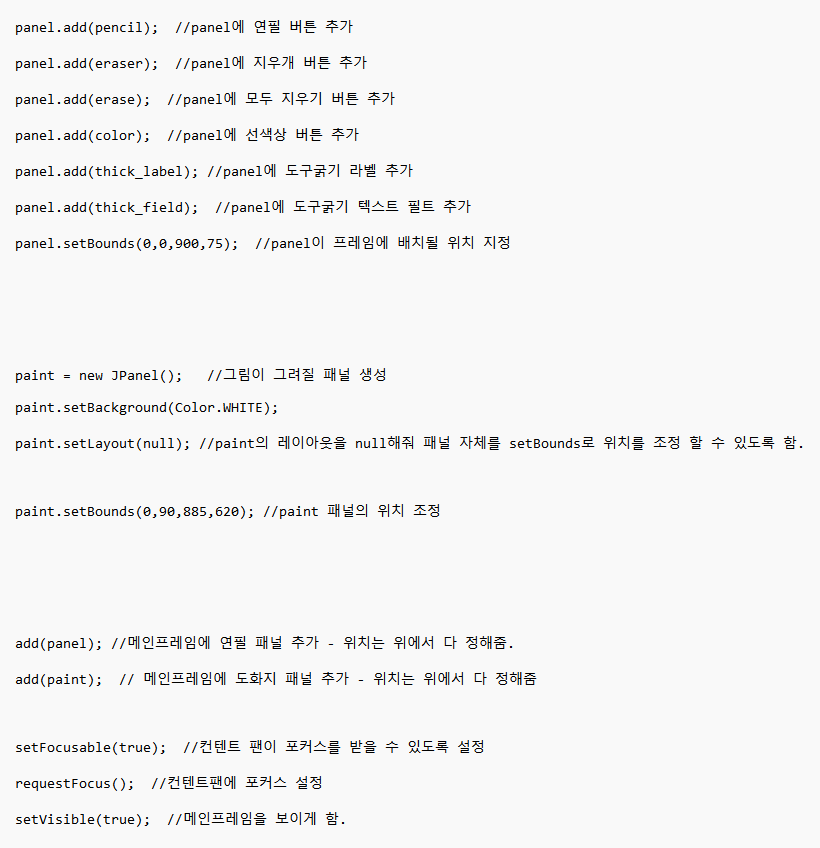 panel.add(pencil);  //panel에 연필 버튼 추가
panel.add(eraser);  //panel에 지우개 버튼 추가
panel.add(erase);  //panel에 모두 지우기 버튼 추가
panel.add(color);  //panel에 선색상 버튼 추가
panel.add(thick_label); //panel에 도구굵기 라벨 추가
panel.add(thick_field);  //panel에 도구굵기 텍스트 필트 추가
panel.setBounds(0,0,900,75);  //panel이 프레임에 배치될 위치 지정
paint = new JPanel();   //그림이 그려질 패널 생성
paint.setBackground(Color.WHITE);
paint.setLayout(null); //paint의 레이아웃을 null해줘 패널 자체를 setBounds로 위치를 조정 할 수 있도록 함.
paint.setBounds(0,90,885,620); //paint 패널의 위치 조정
add(panel); //메인프레임에 연필 패널 추가 - 위치는 위에서 다 정해줌.
add(paint);  // 메인프레임에 도화지 패널 추가 - 위치는 위에서 다 정해줌
setFocusable(true);  //컨텐트 팬이 포커스를 받을 수 있도록 설정
requestFocus();  //컨텐트팬에 포커스 설정
setVisible(true);  //메인프레임을 보이게 함.